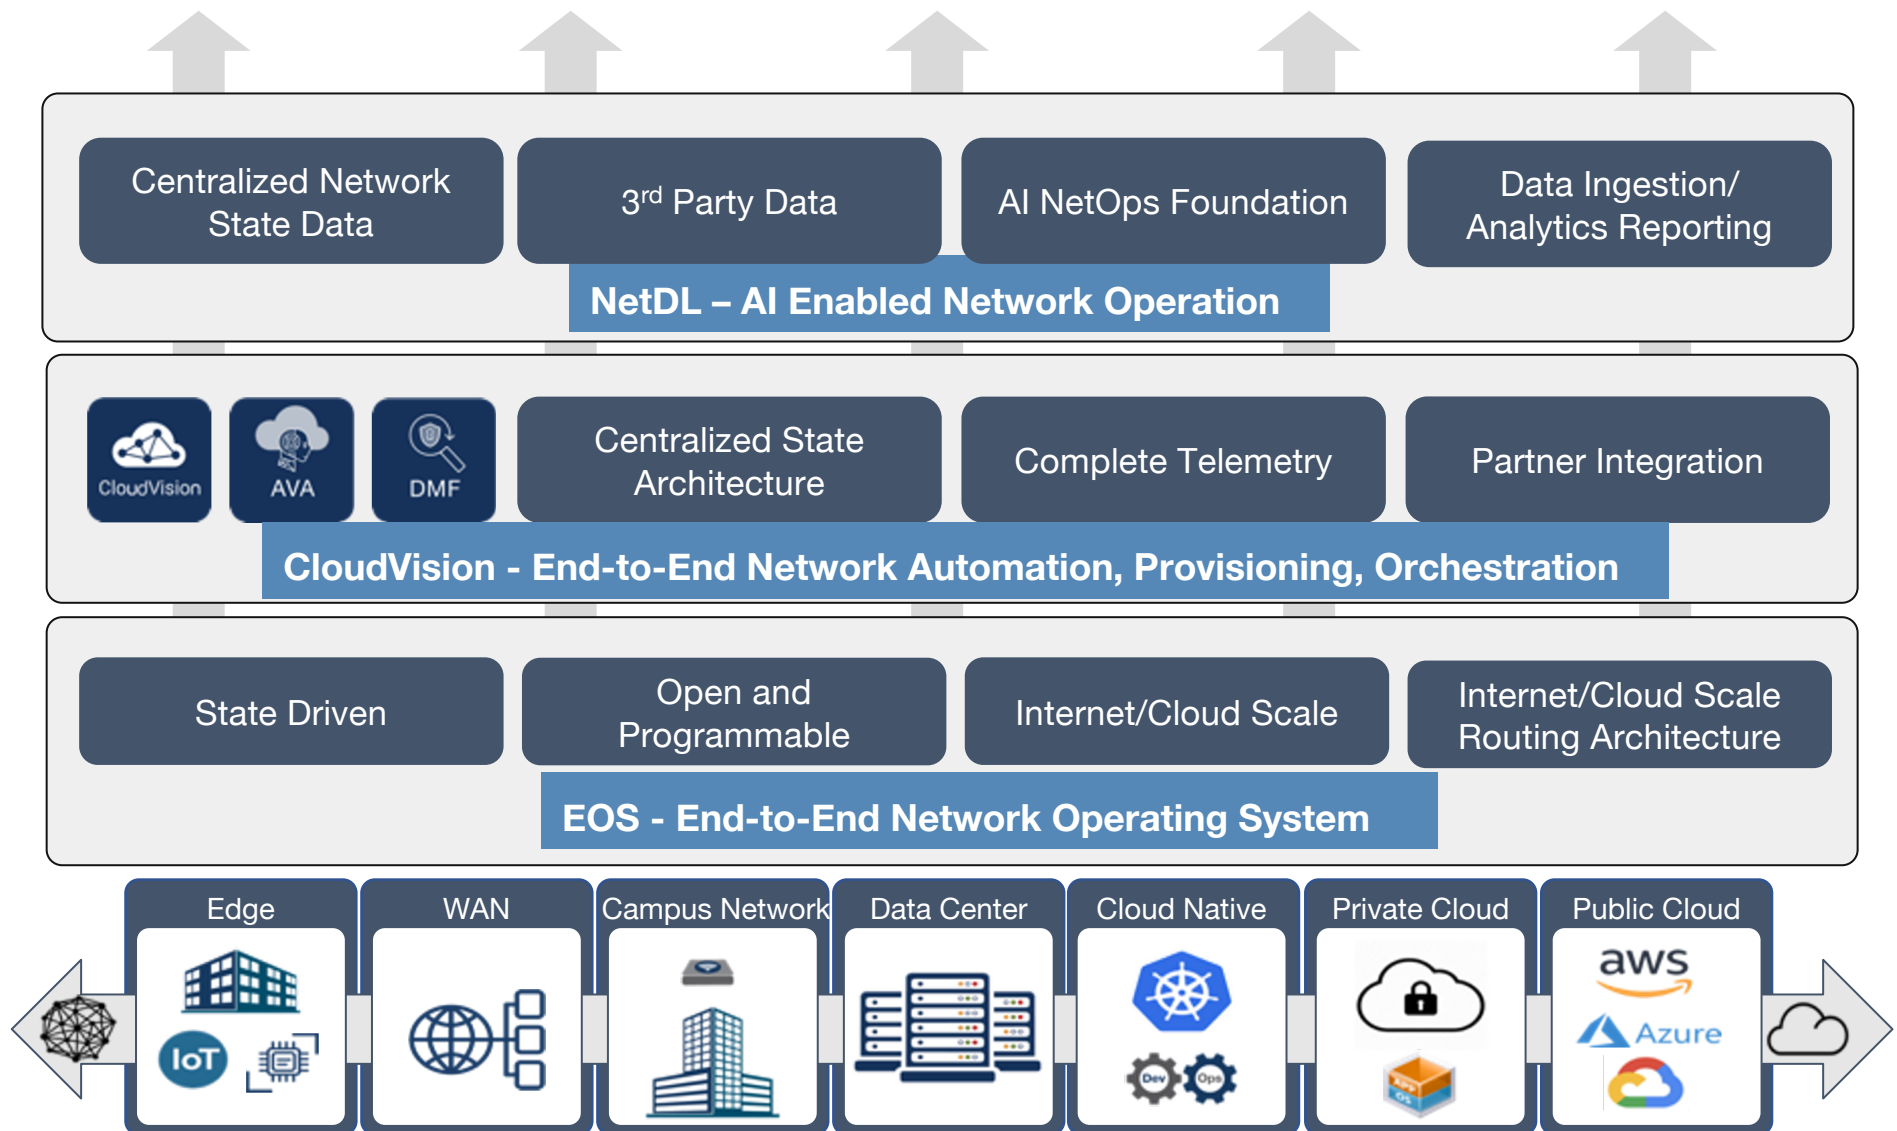 Centralized Network
State Data
3rd Party Data
AI NetOps Foundation
Data Ingestion/
Analytics Reporting
NetDL – AI Enabled Network Operation
CloudVision
AVA
DMF
Centralized State
Architecture
Complete Telemetry
Partner Integration
CloudVision - End-to-End Network Automation, Provisioning, Orchestration
State Driven
Open and
Programmable
Internet/Cloud Scale
Internet/Cloud Scale
Routing Architecture
EOS - End-to-End Network Operating System
Edge
WAN
Campus Network
Data Center
Cloud Native
Private Cloud
Public Cloud
IoT
Dev
Ops
APP
OS
aws
Azure